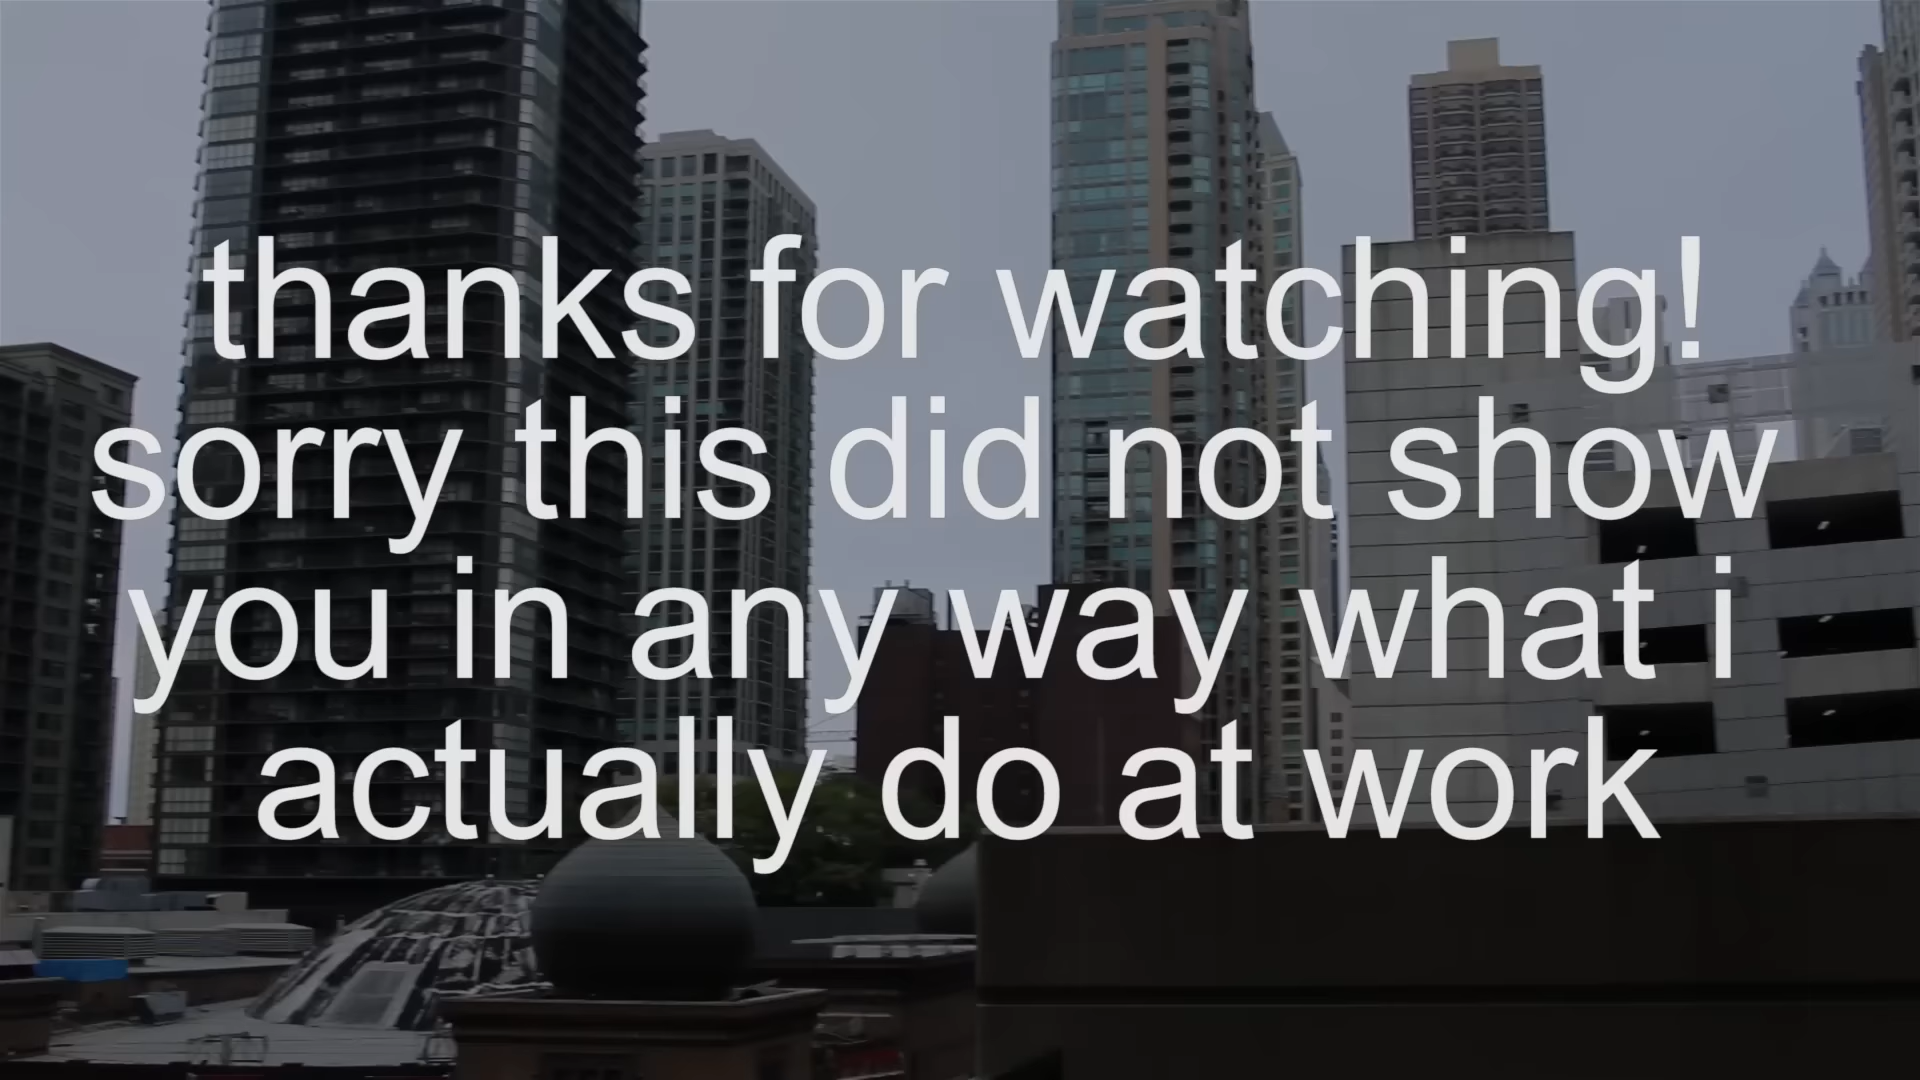 thanks for watching!
sorry this did not show
you in any way what i
actually do at work